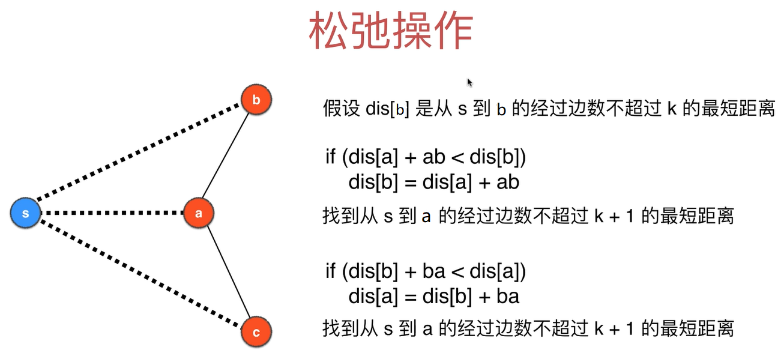 松弛操作
b
假设 dis[b] 是从 s 到 b 的经过边数不超过 k 的最短距离
if (dis[a] + ab < dis[b])
dis[b] = dis[a] + ab
s
a
找到从 s 到 a 的经过边数不超过 k + 1 的最短距离
if (dis[b] + ba < dis[a])
dis[a] = dis[b] + ba
c
找到从 s 到 a 的经过边数不超过 k + 1 的最短距离